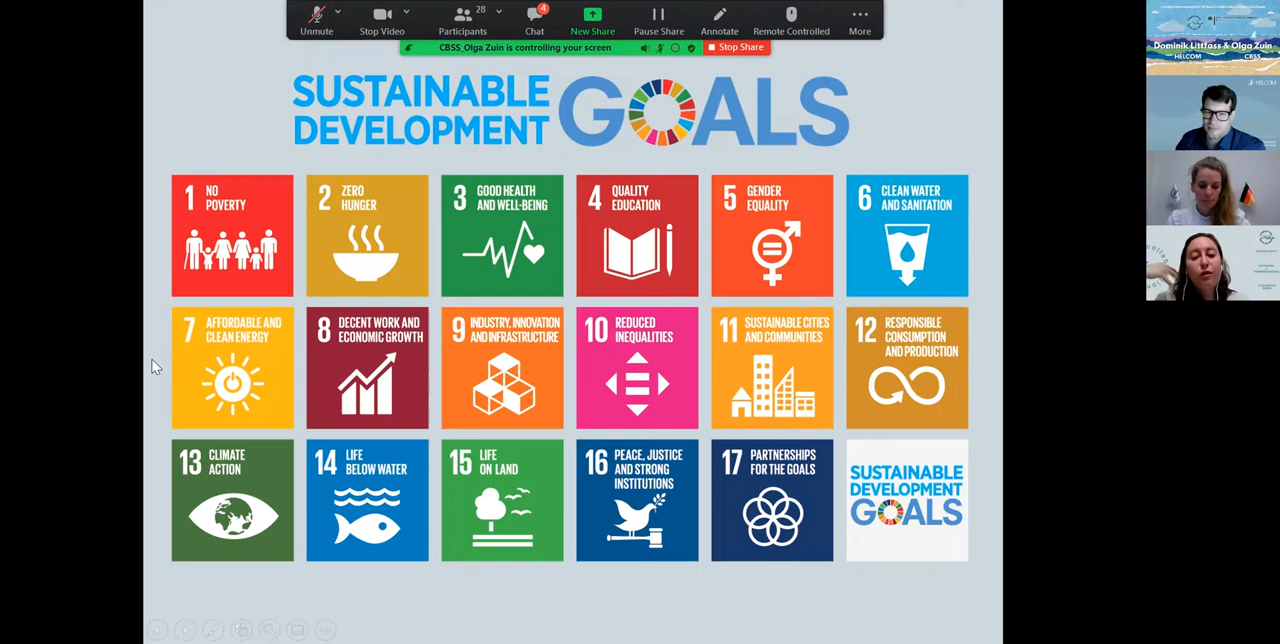 Unmute
Stop Video
28
Participants
4
Chat
New Share
Pause Share
Annotate
Remote Controlled
More
CBSS_Olga Zuin is controlling your screen
Stop Share
SUSTAINABLE
DEVELOPMENT
GOALS
1 NO
POVERTY
2 ZERO
HUNGER
3 GOOD HEALTH
AND WELL-BEING
4 QUALITY
EDUCATION
5 GENDER
EQUALITY
6 CLEAN WATER
AND SANITATION
7 AFFORDABLE AND
CLEAN ENERGY
8 DECENT WORK AND
ECONOMIC GROWTH
9 INDUSTRY, INNOVATION
AND INFRASTRUCTURE
10 REDUCED
INEQUALITIES
11 SUSTAINABLE CITIES
AND COMMUNITIES
12 RESPONSIBLE
CONSUMPTION
AND PRODUCTION
13 CLIMATE
ACTION
14 LIFE
BELOW WATER
15 LIFE
ON LAND
16 PEACE, JUSTICE
AND STRONG
INSTITUTIONS
17 PARTNERSHIPS
FOR THE GOALS
SUSTAINABLE
DEVELOPMENT
GOALS
Dominik Littfass & Olga Zuin
HELCOM CBSS
HELCOM